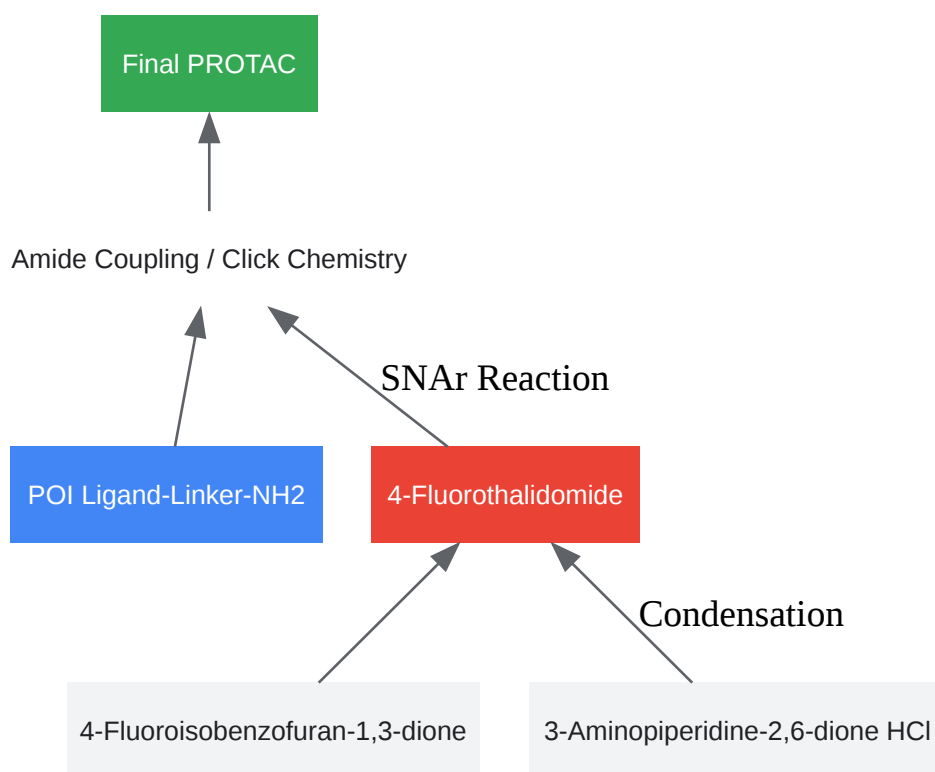 Final PROTAC
Amide Coupling / Click Chemistry
SNAr Reaction
POI Ligand-Linker-NH2
4-Fluorothalidomide
Condensation
4-Fluoroisobenzofuran-1,3-dione
3-Aminopiperidine-2,6-dione HCl